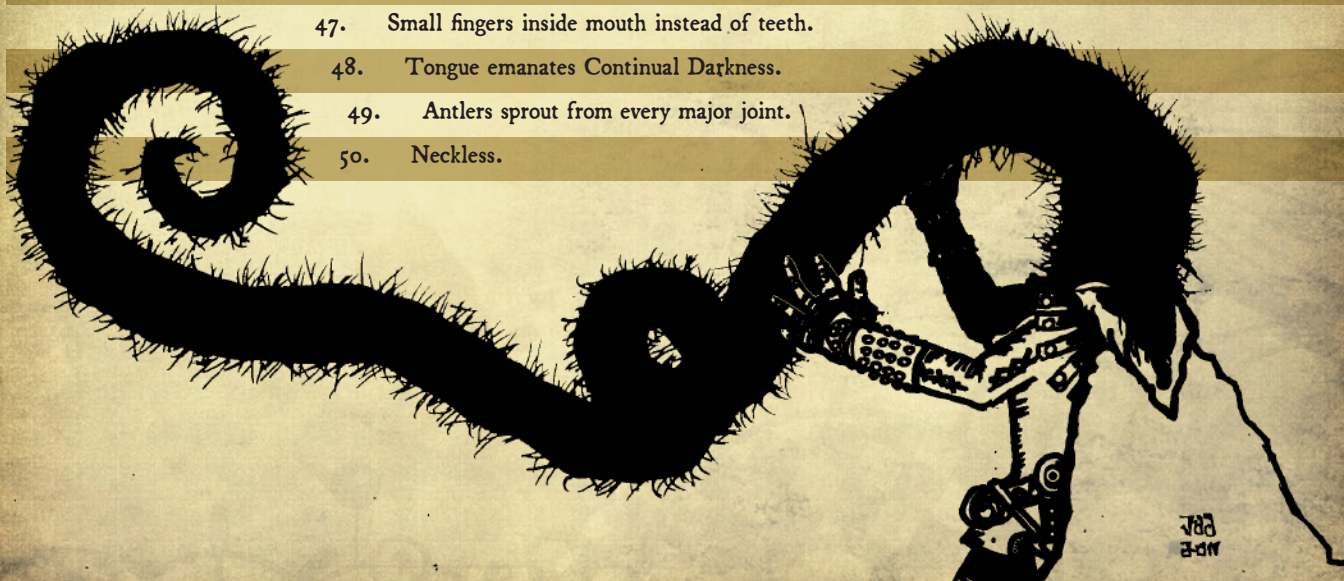 47. Small fingers inside mouth instead of teeth.
48. Tongue emanates Continual Darkness.
49. Antlers sprout from every major joint.
50. Neckless.